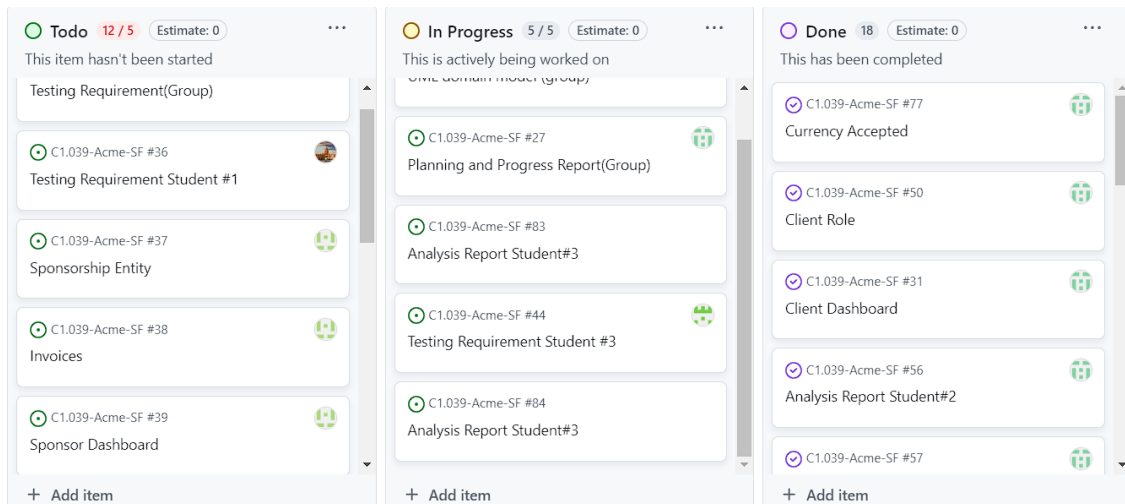 Todo 12 / 5 Estimate: 0 ...
This item hasn't been started
Testing Requirement(Group)
C1.039-Acme-SF #36
Testing Requirement Student #1
C1.039-Acme-SF #37
Sponsorship Entity
C1.039-Acme-SF #38
Invoices
C1.039-Acme-SF #39
Sponsor Dashboard
+ Add item
In Progress 5 / 5 Estimate: 0 ...
This is actively being worked on
UML domain model (group)
C1.039-Acme-SF #27
Planning and Progress Report(Group)
C1.039-Acme-SF #83
Analysis Report Student#3
C1.039-Acme-SF #44
Testing Requirement Student #3
C1.039-Acme-SF #84
Analysis Report Student#3
+ Add item
Done 18 Estimate: 0 ...
This has been completed
C1.039-Acme-SF #77
Currency Accepted
C1.039-Acme-SF #50
Client Role
C1.039-Acme-SF #31
Client Dashboard
C1.039-Acme-SF #56
Analysis Report Student#2
C1.039-Acme-SF #57
+ Add item